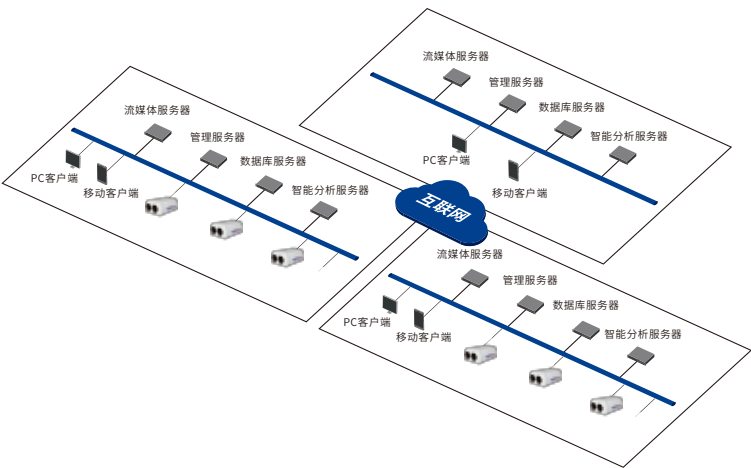 流媒体服务器
管理服务器
数据库服务器
智能分析服务器
PC客户端
移动客户端
流媒体服务器
管理服务器
数据库服务器
智能分析服务器
PC客户端
移动客户端
互联网
流媒体服务器
管理服务器
数据库服务器
智能分析服务器
PC客户端
移动客户端